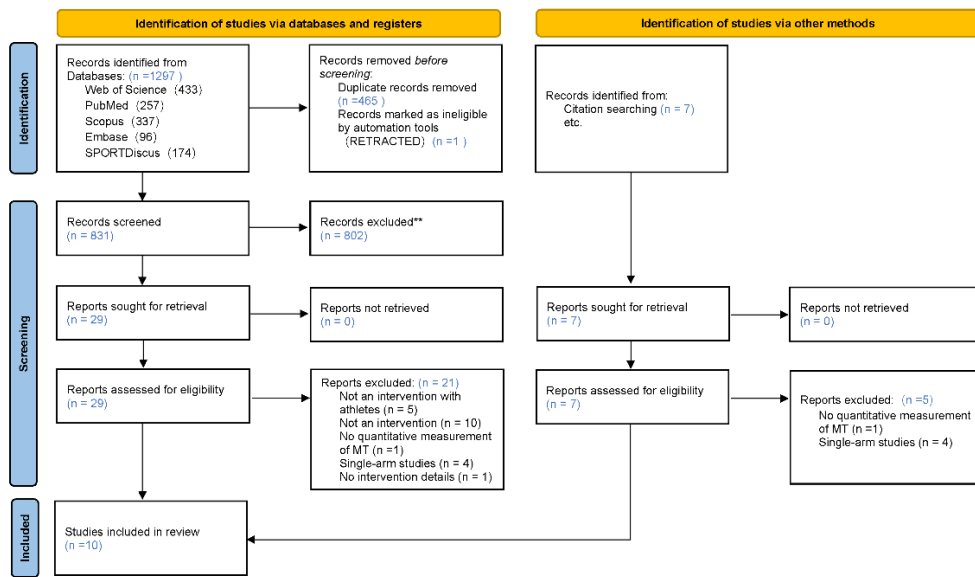 Identification of studies via databases and registers
Identification of studies via other methods
Identification
Records identified from
Databases: (n =1297 )
Web of Science (433)
PubMed (257)
Scopus (337)
Embase (96)
SPORTDiscus (174)
Records removed before
screening:
Duplicate records removed
(n =465)
Records marked as ineligible
by automation tools
(RETRACTED) (n =1 )
Records identified from:
Citation searching (n = 7)
etc.
Screening
Records screened
(n = 831)
Records excluded**
(n = 802)
Reports sought for retrieval
(n = 29)
Reports not retrieved
(n = 0)
Reports sought for retrieval
(n = 7)
Reports not retrieved
(n = 0)
Reports assessed for eligibility
(n = 29)
Reports excluded: (n = 21)
Not an intervention with
athletes (n = 5)
Not an intervention (n = 10)
No quantitative measurement
of MT (n =1)
Single-arm studies (n = 4)
No intervention details (n = 1)
Reports assessed for eligibility
(n = 7)
Reports excluded: (n =5)
No quantitative measurement
of MT (n =1)
Single-arm studies (n = 4)
Included
Studies included in review
(n =10)